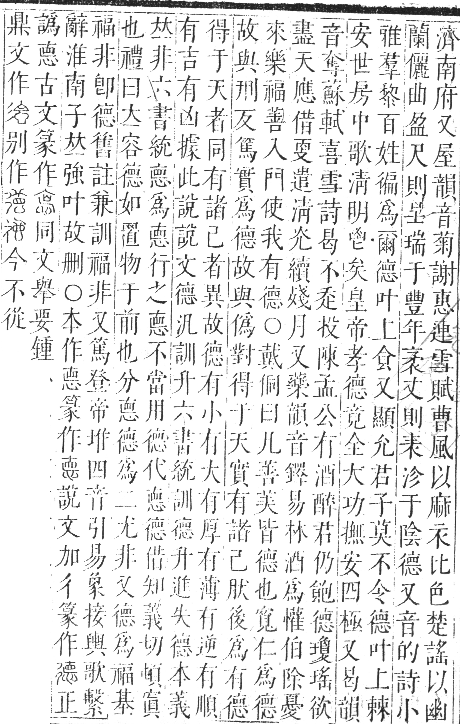 濟南府又屋韻音菊謝惠連雪賦曹風以麻衣比色楚謠以幽
蘭儷曲盈尺則呈瑞于豐年袤丈則表沴于陰德又音的詩小
雅羣黎百姓徧爲爾德叶上食又顯允君子莫不令德叶上棘
安世房中歌淸明鬯矣皇帝孝德竟全大功撫安四極又曷韻
音奪蘇軾喜雪詩曷不走投陳孟公有酒醉君仍飽德瓊瑤欲
盡天應惜更遣淸光續殘月又藥韻音鐸易林酒爲懽伯除憂
來樂福善入門使我有德○戴侗曰凡善美皆德也寬仁爲德
故與刑反篤實爲德故與僞對得于天實有諸己肰後爲有德
得于天者同有諸己者異故德有小有大有厚有薄有逆有順
有吉有凶據此說說文德汎訓升六書統訓德升進失德本義
𠀤非六書統悳爲悳行之悳不當用德代悳德借知義切頓寘
也禮曰大容德如置物于前也分悳德爲二尤非又德爲福基
福非卽德舊註兼訓福非又篤登帝堆四音引易象接輿歌繫
辭淮南子𠀤強叶故刪○本作悳篆作悳說文加彳篆作德正
譌悳古文篆作同文舉要鍾
鼎文作別作今不從